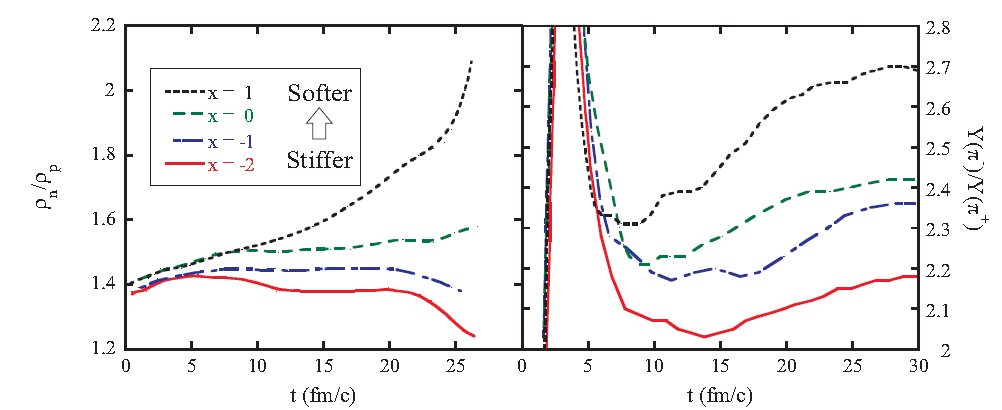 2.2
2
1.8
1.6
1.4
1.2
ρn/ρp
x = 1
x = 0
x = -1
x = -2
Softer
Stiffer
0 5 10 15 20 25
t (fm/c)
0 5 10 15 20 25 30
t (fm/c)
2.8
2.7
2.6
2.5
2.4
2.3
2.2
2.1
2
Y(π-)/Y(π+)